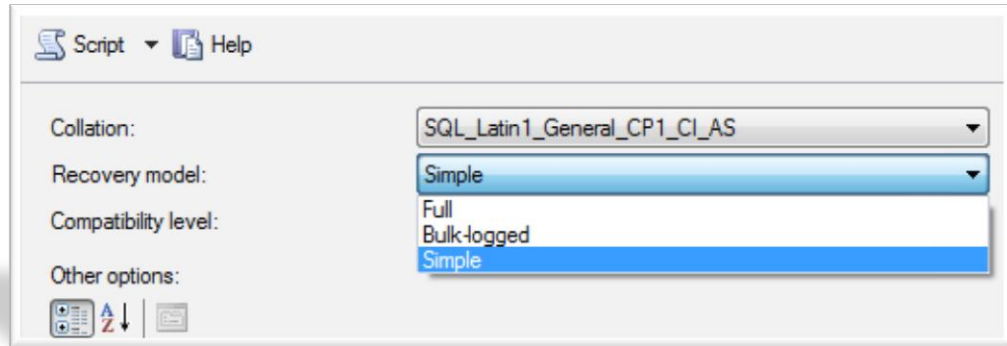 Script Help
Collation: SQL_Latin1_General_CP1_CI_AS
Recovery model: Simple
Full
Compatibility level:
Bulk-logged
Simple
Other options:
A
Z